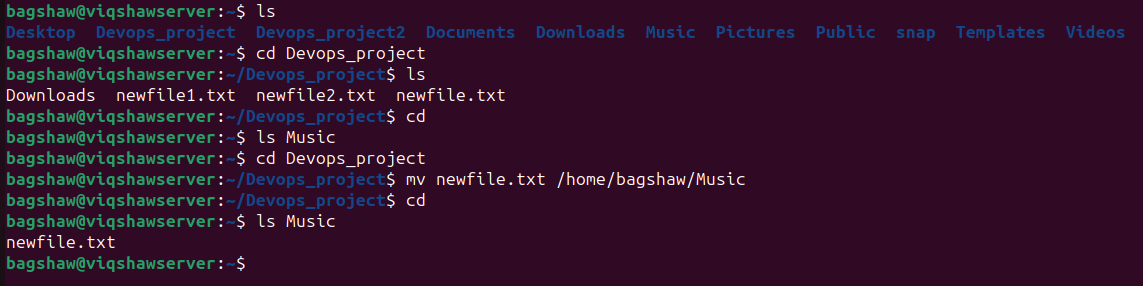 bagshaw@viqshawserver:~$ ls
Desktop  Devops_project  Devops_project2  Documents  Downloads  Music  Pictures  Public  snap  Templates  Videos
bagshaw@viqshawserver:~$ cd Devops_project
bagshaw@viqshawserver:~/Devops_project$ ls
Downloads  newfile1.txt  newfile2.txt  newfile.txt
bagshaw@viqshawserver:~/Devops_project$ cd
bagshaw@viqshawserver:~$ ls Music
bagshaw@viqshawserver:~$ cd Devops_project
bagshaw@viqshawserver:~/Devops_project$ mv newfile.txt /home/bagshaw/Music
bagshaw@viqshawserver:~/Devops_project$ cd
bagshaw@viqshawserver:~$ ls Music
newfile.txt
bagshaw@viqshawserver:~$